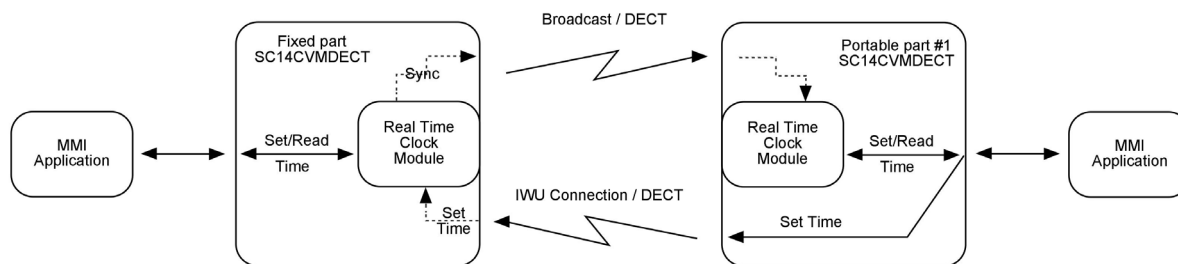 Broadcast / DECT
Fixed part
SC14CVMDECT
Portable part #1
SC14CVMDECT
Sync
MMI
Application
Set/Read
Time
Real Time
Clock
Module
Real Time
Clock
Module
Set/Read
Time
MMI
Application
IWU Connection / DECT
Set
Time
Set Time